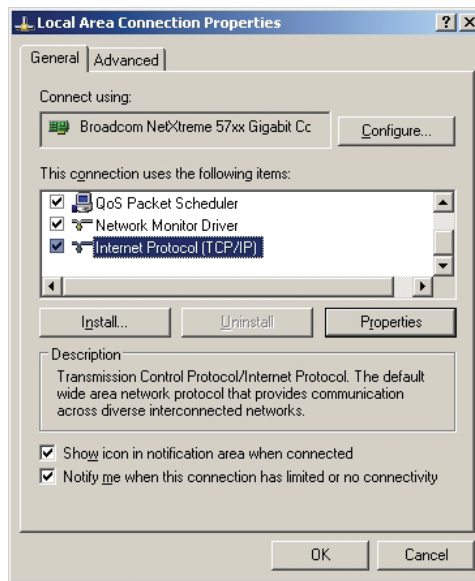 Local Area Connection Properties
General Advanced
Connect using:
Broadcom NetXtreme 57xx Gigabit Cc
Configure...
This connection uses the following items:
QoS Packet Scheduler
Network Monitor Driver
Internet Protocol (TCP/IP)
Install... Uninstall Properties
Description
Transmission Control Protocol/Internet Protocol. The default
wide area network protocol that provides communication
across diverse interconnected networks.
Show icon in notification area when connected
Notify me when this connection has limited or no connectivity
OK Cancel